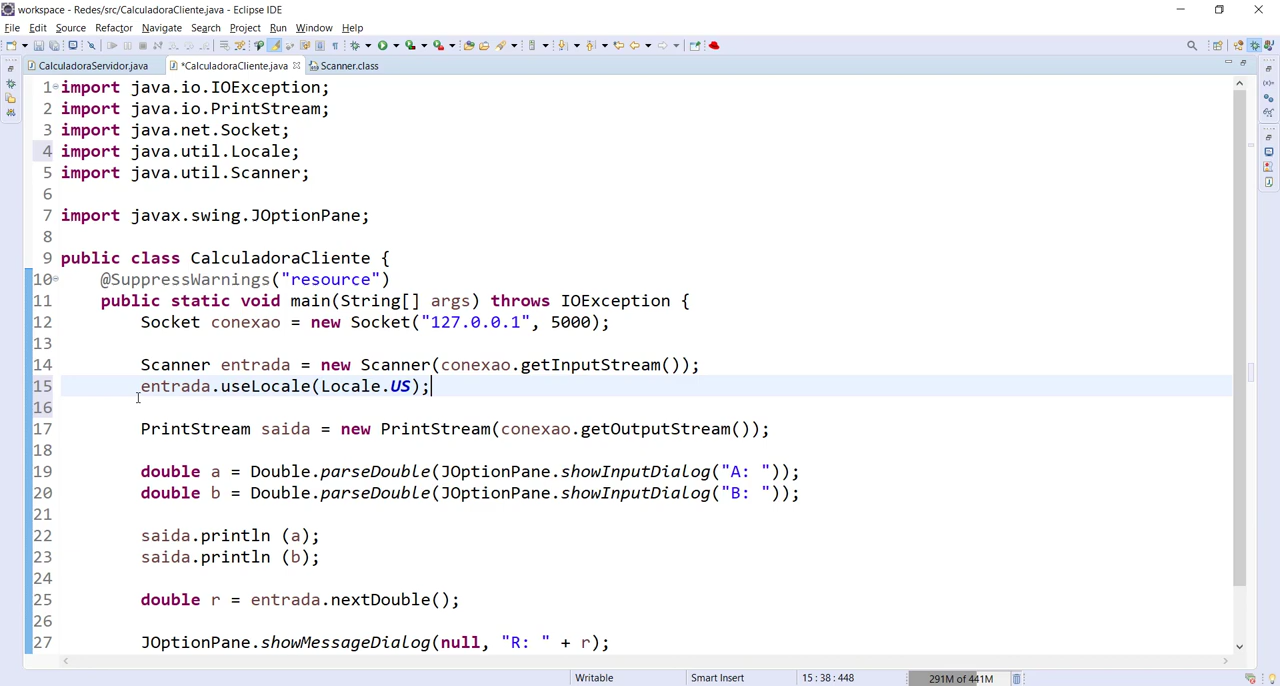 workspace - Redes/src/CalculadoraCliente.java - Eclipse IDE
File Edit Source Refactor Navigate Search Project Run Window Help
CalculadoraServidor.java *CalculadoraCliente.java Scanner.class
1 import java.io.IOException;
2 import java.io.PrintStream;
3 import java.net.Socket;
4 import java.util.Locale;
5 import java.util.Scanner;
6
7 import javax.swing.JOptionPane;
8
9 public class CalculadoraCliente {
10 @SuppressWarnings("resource")
11 public static void main(String[] args) throws IOException {
12 Socket conexao = new Socket("127.0.0.1", 5000);
13
14 Scanner entrada = new Scanner(conexao.getInputStream());
15 entrada.useLocale(Locale.US);
16
17 PrintStream saida = new PrintStream(conexao.getOutputStream());
18
19 double a = Double.parseDouble(JOptionPane.showInputDialog("A: "));
20 double b = Double.parseDouble(JOptionPane.showInputDialog("B: "));
21
22 saida.println (a);
23 saida.println (b);
24
25 double r = entrada.nextDouble();
26
27 JOptionPane.showMessageDialog(null, "R: " + r);
Writable Smart Insert 15 : 38 : 448 291M of 441M